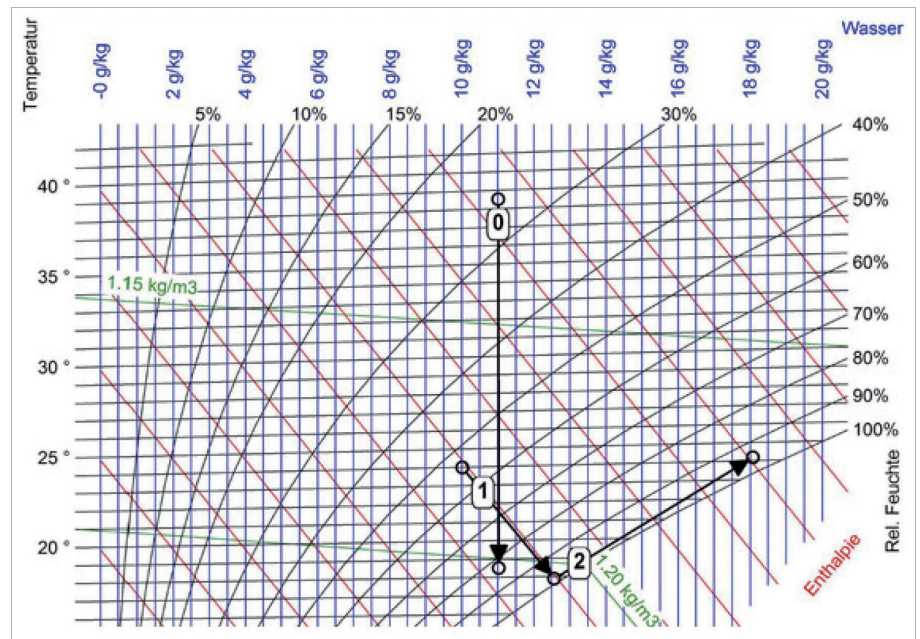 Wasser
Temperatur
-0 g/kg
2 g/kg
4 g/kg
6 g/kg
8 g/kg
10 g/kg
12 g/kg
14 g/kg
16 g/kg
18 g/kg
20 g/kg
5%
10%
15%
20%
30%
40%
40 °
50%
0
60%
35 °
1.15 kg/m3
70%
30 °
80%
90%
25 °
100%
1
Rel. Feuchte
20 °
2
1.20 kg/m3
Enthalpie